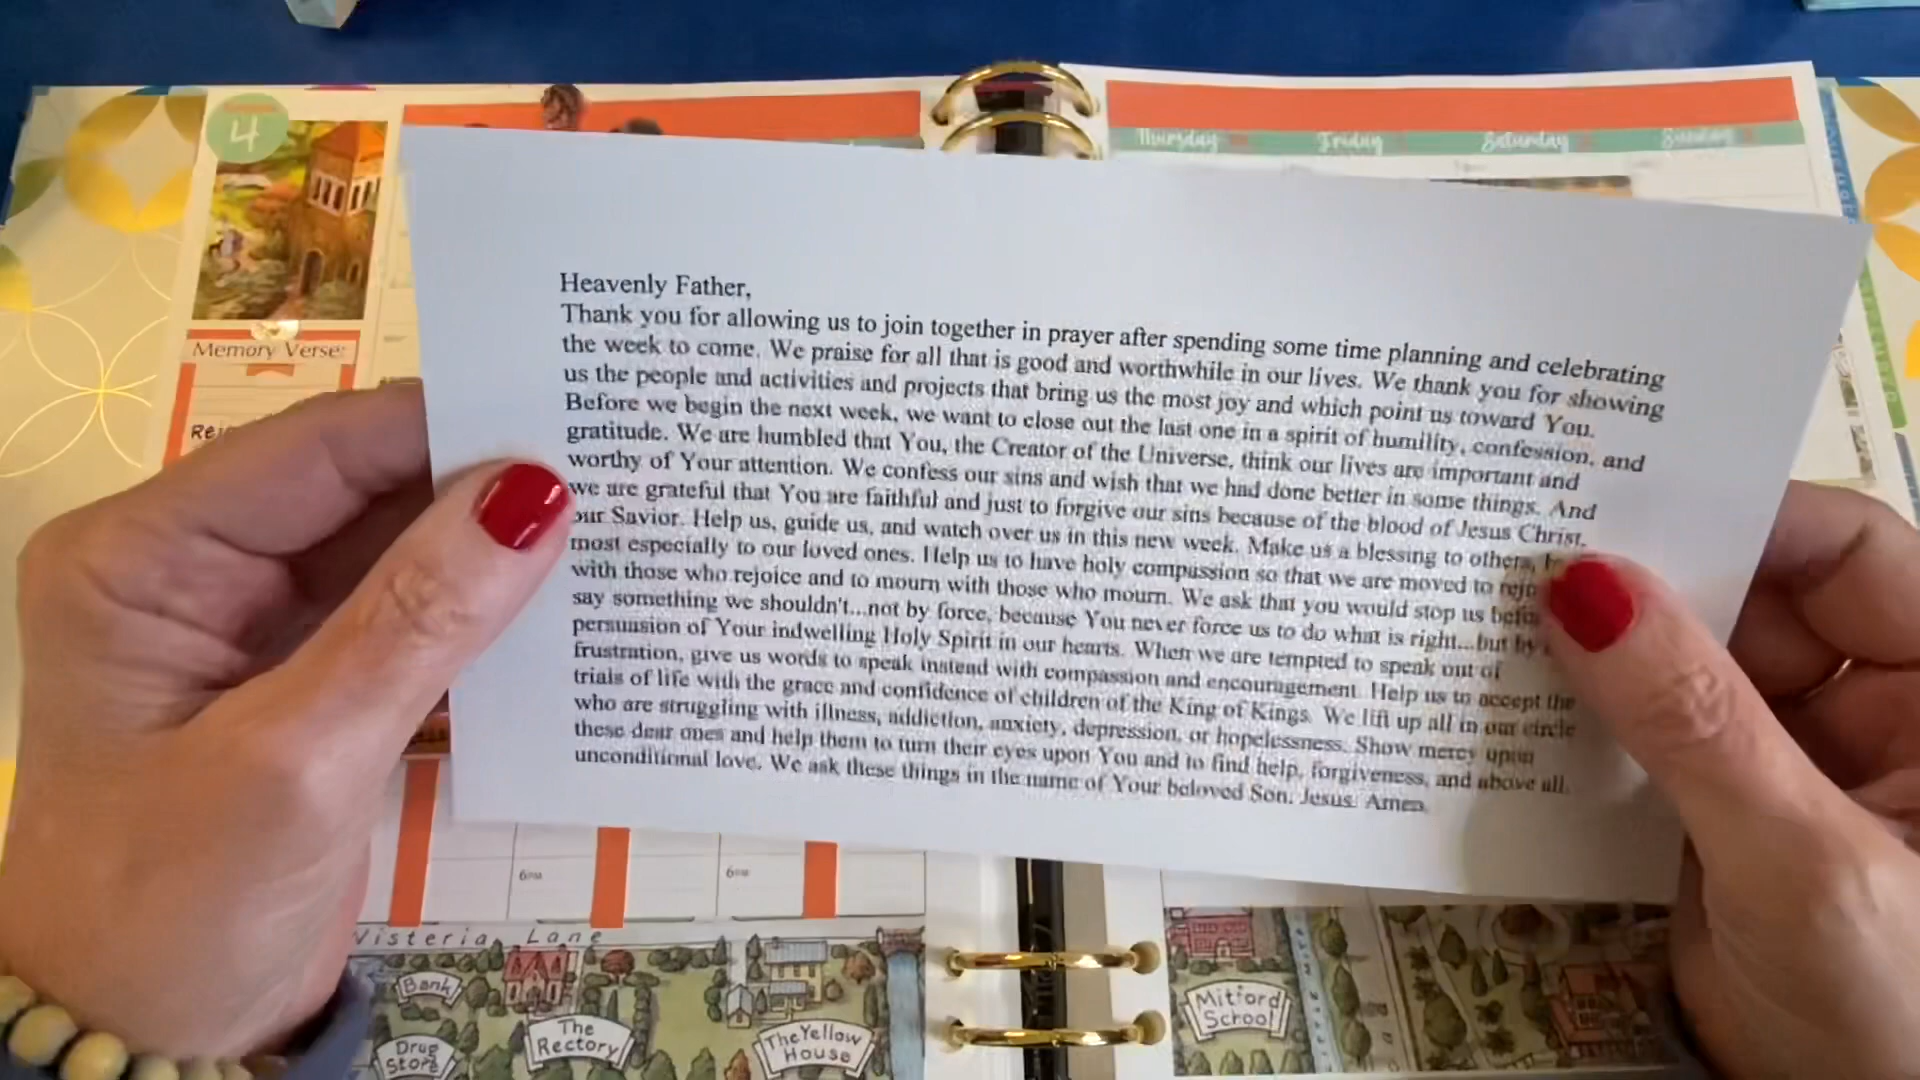 4
Thursday Friday Saturday Sunday
Memory Verse:
Heavenly Father,
Thank you for allowing us to join together in prayer after spending some time planning and celebrating
the week to come. We praise for all that is good and worthwhile in our lives. We thank you for showing
us the people and activities and projects that bring us the most joy and which point us toward You.
Before we begin the next week, we want to close out the last one in a spirit of humility, confession, and
gratitude. We are humbled that You, the Creator of the Universe, think our lives are important and
worthy of Your attention. We confess our sins and wish that we had done better in some things. And
we are grateful that You are faithful and just to forgive our sins because of the blood of Jesus Christ,
our Savior. Help us, guide us, and watch over us in this new week. Make us a blessing to others,
most especially to our loved ones. Help us to have holy compassion so that we are moved to
with those who rejoice and to mourn with those who mourn. We ask that you would stop us
say something we shouldn't...not by force, because You never force us to do what is right...but by
persuasion of Your indwelling Holy Spirit in our hearts. When we are tempted to speak out of
frustration, give us words to speak instead with compassion and encouragement. Help us to accept the
trials of life with the grace and confidence of children of the King of Kings. We lift up all in our circle
who are struggling with illness, addiction, anxiety, depression, or hopelessness. Show mercy upon
these dear ones and help them to turn their eyes upon You and to find help, forgiveness, and above all,
unconditional love. We ask these things in the name of Your beloved Son, Jesus. Amen.
6PM 6PM
Wisteria Lane
Bank
The
Rectory
The Yellow
House
Drug
Store
Mitford
School